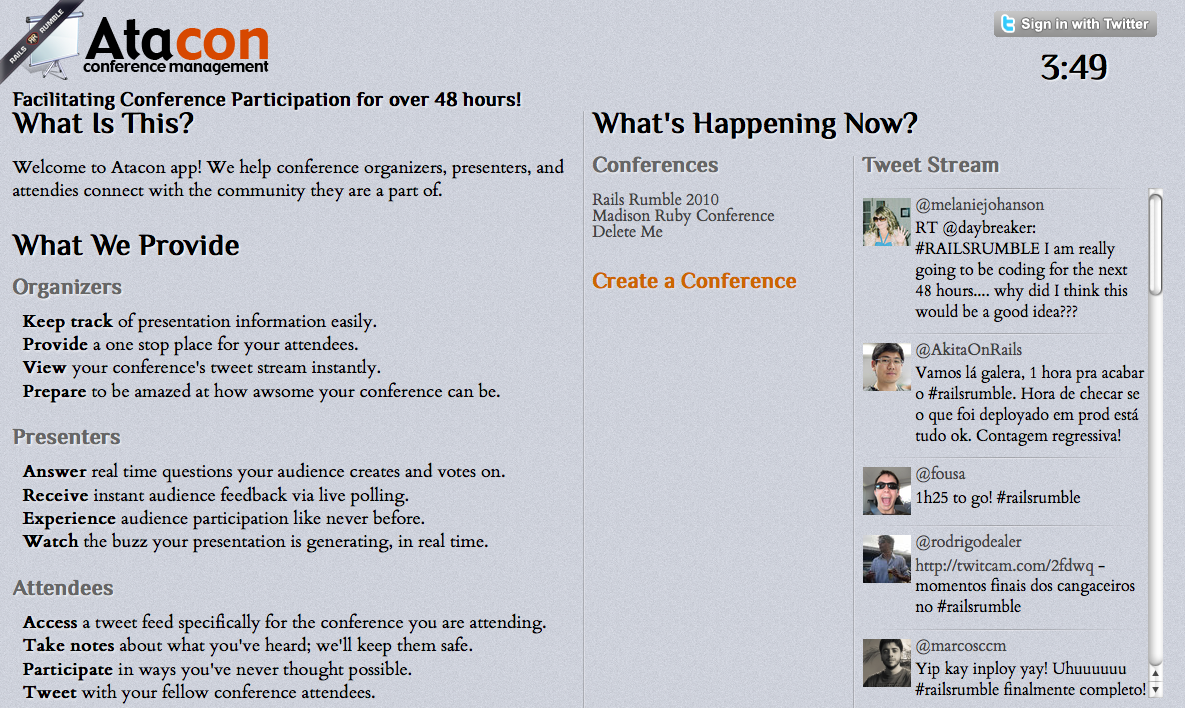 RAILS RR RUMBLE
Atacon
conference management
Sign in with Twitter
3:49
Facilitating Conference Participation for over 48 hours!
What Is This?
Welcome to Atacon app! We help conference organizers, presenters, and
attendies connect with the community they are a part of.
What We Provide
Organizers
Keep track of presentation information easily.
Provide a one stop place for your attendees.
View your conference's tweet stream instantly.
Prepare to be amazed at how awsome your conference can be.
Presenters
Answer real time questions your audience creates and votes on.
Receive instant audience feedback via live polling.
Experience audience participation like never before.
Watch the buzz your presentation is generating, in real time.
Attendees
Access a tweet feed specifically for the conference you are attending.
Take notes about what you've heard; we'll keep them safe.
Participate in ways you've never thought possible.
Tweet with your fellow conference attendees.
What's Happening Now?
Conferences
Rails Rumble 2010
Madison Ruby Conference
Delete Me
Create a Conference
Tweet Stream
@melaniejohanson
RT @daybreaker:
#RAILSRUMBLE I am really
going to be coding for the next
48 hours.... why did I think this
would be a good idea???
@AkitaOnRails
Vamos lá galera, 1 hora pra acabar
o #railsrumble. Hora de checar se
o que foi deployado em prod está
tudo ok. Contagem regressiva!
@fousa
1h25 to go! #railsrumble
@rodrigodealer
http://twitcam.com/2fdwq -
momentos finais dos cangaceiros
no #railsrumble
@marcosccm
Yip kay inploy yay! Uhuuuuuu
#railsrumble finalmente completo!